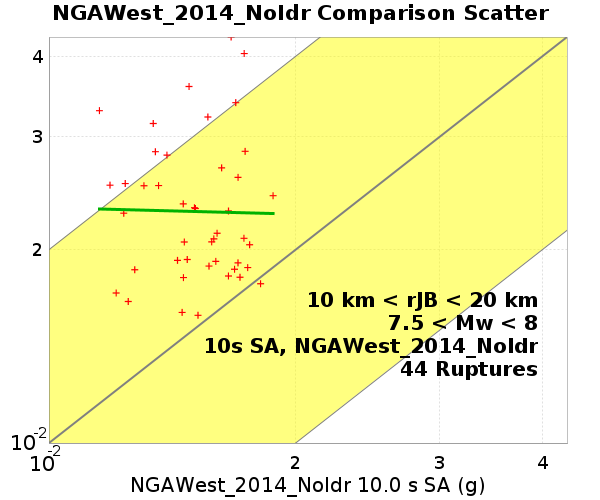 NGAWest_2014_NoIdr Comparison Scatter
4
3
2
10 km < rJB < 20 km
7.5 < Mw < 8
10s SA, NGAWest_2014_NoIdr
44 Ruptures
10-2
10-2 2 3 4
NGAWest_2014_NoIdr 10.0 s SA (g)